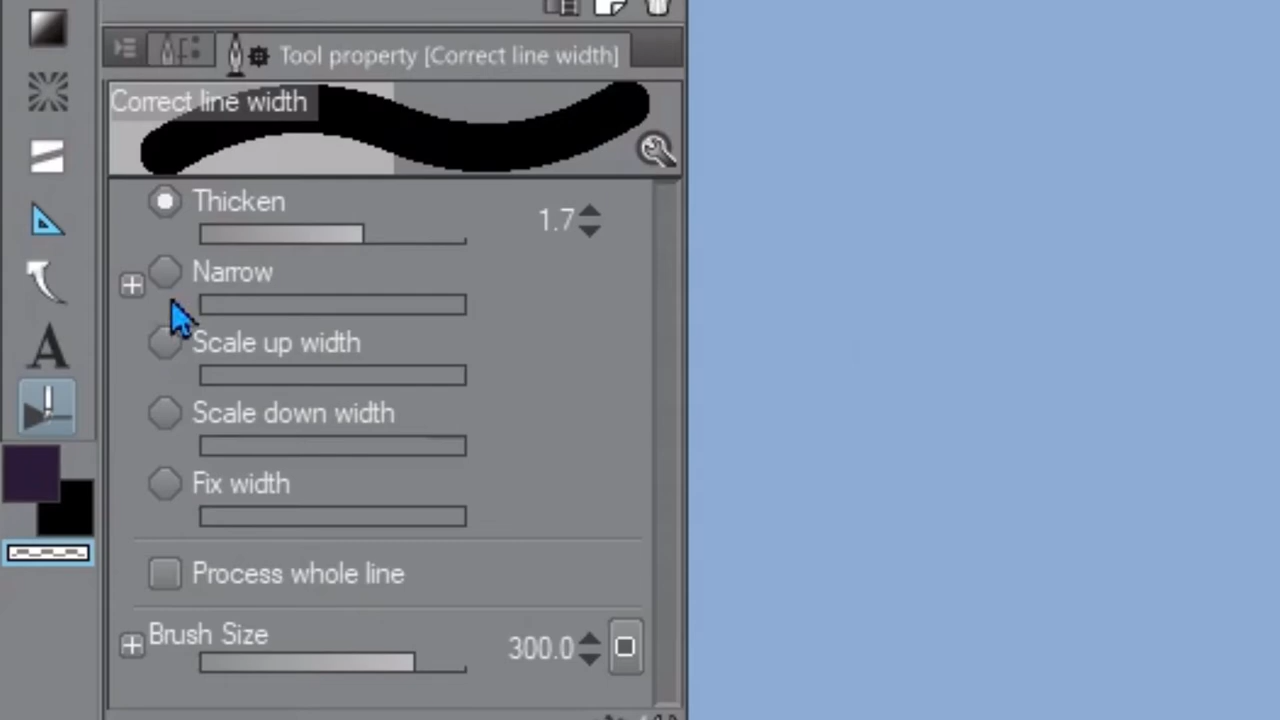 Tool property [Correct line width]
Correct line width
Thicken
1.7
Narrow
Scale up width
Scale down width
Fix width
Process whole line
Brush Size
300.0
A